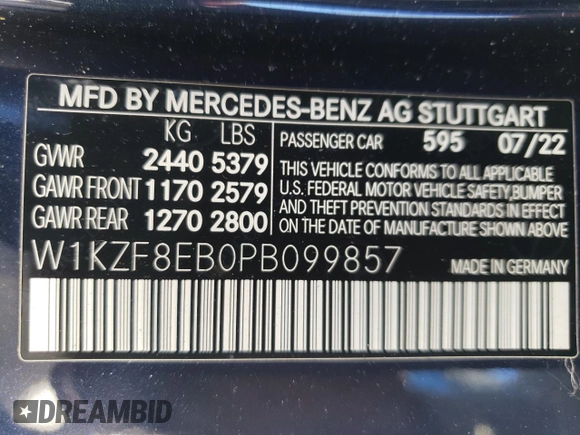 MFD BY MERCEDES-BENZ AG STUTTGART
KG LBS
GVWR 2440 5379
GAWR FRONT 1170 2579
GAWR REAR 1270 2800
PASSENGER CAR 595 07/22
THIS VEHICLE CONFORMS TO ALL APPLICABLE
U.S. FEDERAL MOTOR VEHICLE SAFETY, BUMPER
AND THEFT PREVENTION STANDARDS IN EFFECT
ON THE DATE OF MANUFACTURE SHOWN ABOVE.
W1KZF8EB0PB099857
MADE IN GERMANY
DREAMBID